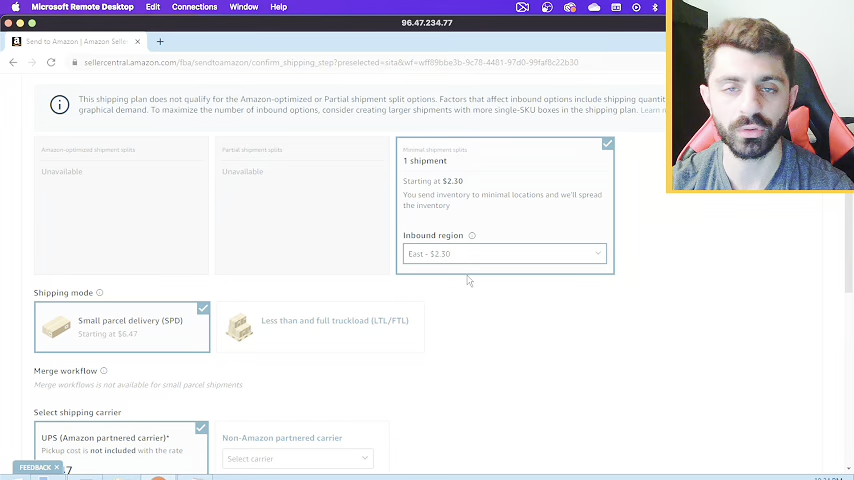 Microsoft Remote Desktop Edit Connections Window Help
96.47.234.77
Send to Amazon | Amazon Selle
sellercentral.amazon.com/fba/sendtoamazon/confirm_shipping_step?preselected=sita&wf=wff89bbe3b-9c78-4481-97d0-99faf8c22b30
This shipping plan does not qualify for the Amazon-optimized or Partial shipment split options. Factors that affect inbound options include shipping quantit
graphical demand. To maximize the number of inbound options, consider creating larger shipments with more single-SKU boxes in the shipping plan. Learn
Amazon-optimized shipment splits
Unavailable
Partial shipment splits
Unavailable
Minimal shipment splits
1 shipment
Starting at $2.30
You send inventory to minimal locations and we'll spread
the inventory
Inbound region
East - $2.30
Shipping mode
Small parcel delivery (SPD)
Starting at $6.47
Less than and full truckload (LTL/FTL)
Merge workflow
Merge workflows is not available for small parcel shipments
Select shipping carrier
UPS (Amazon partnered carrier)*
Pickup cost is not included with the rate
Non-Amazon partnered carrier
Select carrier
FEEDBACK